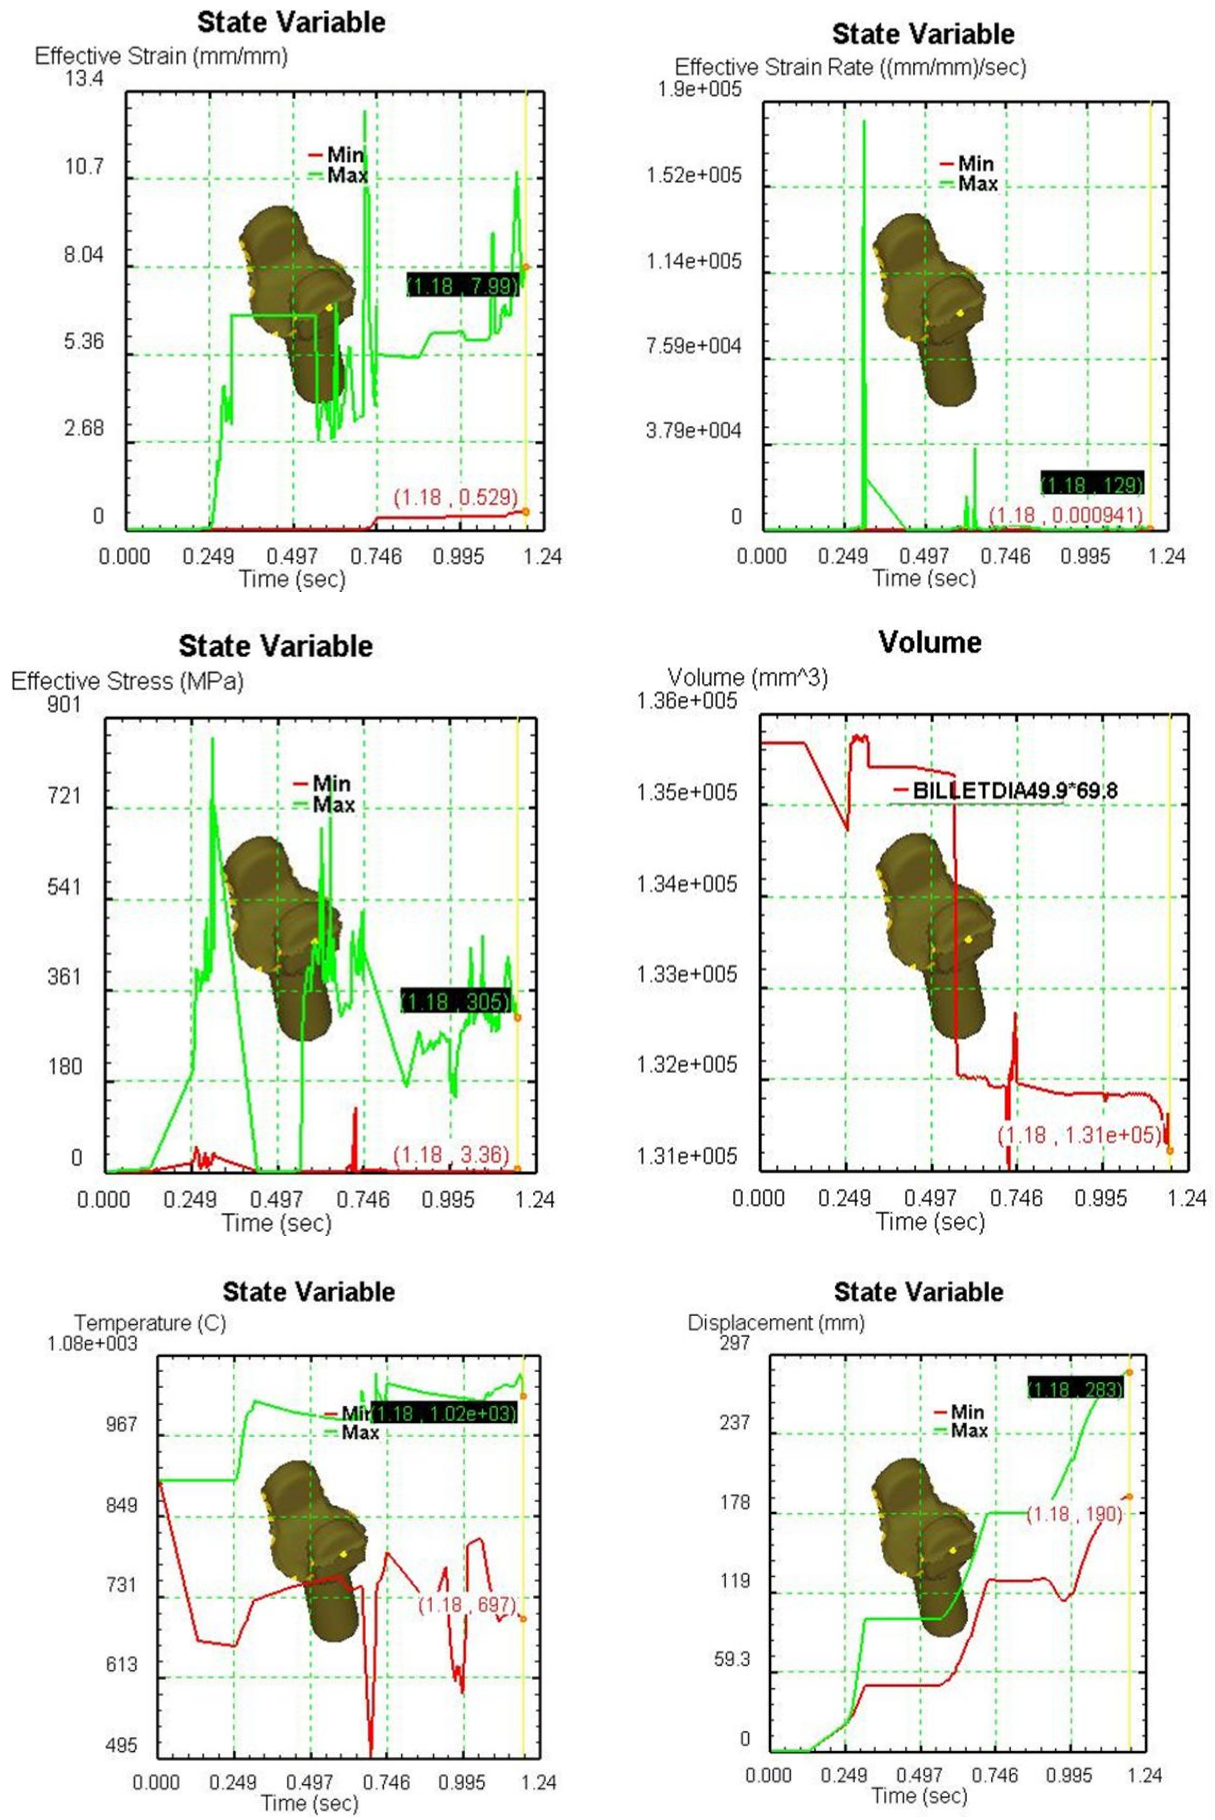 State Variable
Effective Strain (mm/mm)
13.4
10.7
8.04
5.36
2.68
0
Min
Max
(1.18 , 7.99)
(1.18 , 0.529)
0.000 0.249 0.497 0.746 0.995 1.24
Time (sec)
State Variable
Effective Strain Rate ((mm/mm)/sec)
1.9e+005
1.52e+005
1.14e+005
7.59e+004
3.79e+004
0
Min
Max
(1.18 , 129)
(1.18 , 0.000941)
0.000 0.249 0.497 0.746 0.995 1.24
Time (sec)
State Variable
Effective Stress (MPa)
901
721
541
361
180
0
Min
Max
(1.18 , 305)
(1.18 , 3.36)
0.000 0.249 0.497 0.746 0.995 1.24
Time (sec)
Volume
Volume (mm^3)
1.36e+005
1.35e+005
1.34e+005
1.33e+005
1.32e+005
1.31e+005
BILLETDIA49.9*69.8
(1.18 , 1.31e+05)
0.000 0.249 0.497 0.746 0.995 1.24
Time (sec)
State Variable
Temperature (C)
1.08e+003
967
849
731
613
495
Min
Max
(1.18 , 1.02e+03)
(1.18 , 697)
0.000 0.249 0.497 0.746 0.995 1.24
Time (sec)
State Variable
Displacement (mm)
297
237
178
119
59.3
0
Min
Max
(1.18 , 283)
(1.18 , 190)
0.000 0.249 0.497 0.746 0.995 1.24
Time (sec)